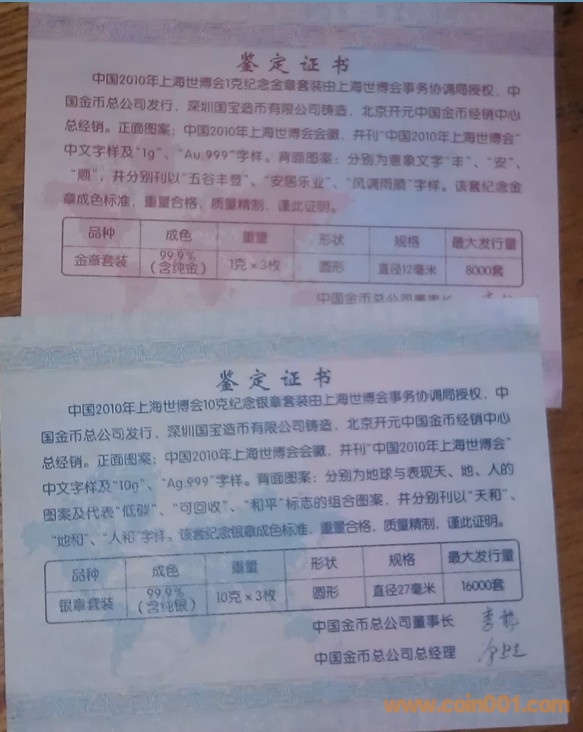 鉴定证书
中国2010年上海世博会1克纪念金章套装由上海世博会事务协调局授权，中
国金币总公司发行，深圳国宝造币有限公司铸造，北京开元中国金币经销中心
总经销。正面图案：中国2010年上海世博会会徽，并刊“中国2010年上海世博会”
中文字样及“1g”、“Au.999”字样。背面图案：分别为意象文字“丰”、“安”、
“顺”，并分别刊以“五谷丰登”、“安居乐业”、“风调雨顺”字样。该套纪念金
章成色标准，重量合格，质量精制，谨此证明。
品种 成色 重量 形状 规格 最大发行量
金章套装 99.9%（含纯金） 1克×3枚 圆形 直径12毫米 8000套
中国金币总公司董事长
鉴定证书
中国2010年上海世博会10克纪念银章套装由上海世博会事务协调局授权，中
国金币总公司发行，深圳国宝造币有限公司铸造，北京开元中国金币经销中心
总经销。正面图案：中国2010年上海世博会会徽，并刊“中国2010年上海世博会”
中文字样及“10g”、“Ag.999”字样。背面图案：分别为地球与表现天、地、人的
图案及代表“低碳”、“可回收”、“和平”标志的组合图案，并分别刊以“天和”、
“地和”、“人和”字样。该套纪念银章成色标准，重量合格，质量精制，谨此证明。
品种 成色 重量 形状 规格 最大发行量
银章套装 99.9%（含纯银） 10克×3枚 圆形 直径27毫米 16000套
中国金币总公司董事长
中国金币总公司总经理
www.coin001.com